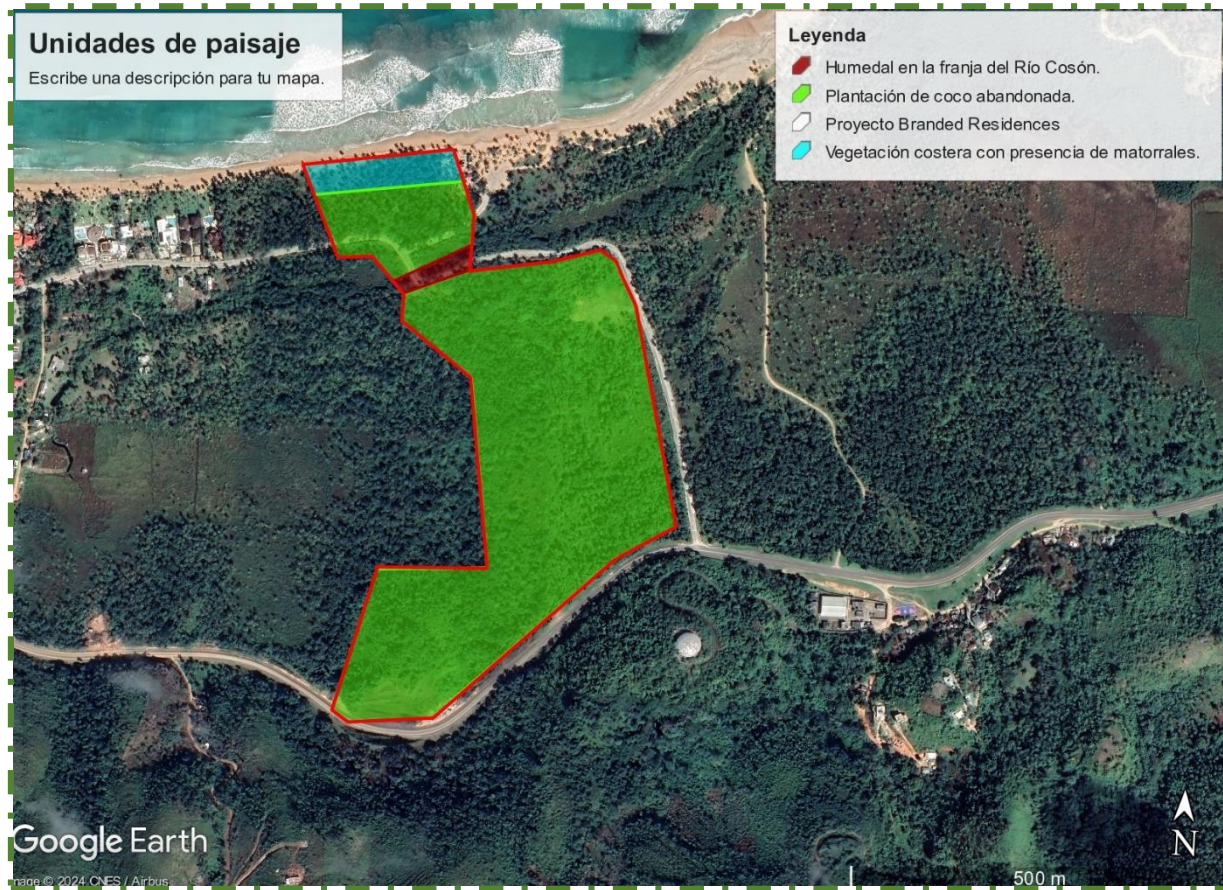 Unidades de paisaje
Escribe una descripción para tu mapa.
Leyenda
Humedal en la franja del Río Cosón.
Plantación de coco abandonada.
Proyecto Branded Residences
Vegetación costera con presencia de matorrales.
Google Earth
N
mage © 2024 CNES / Airbus
500 m